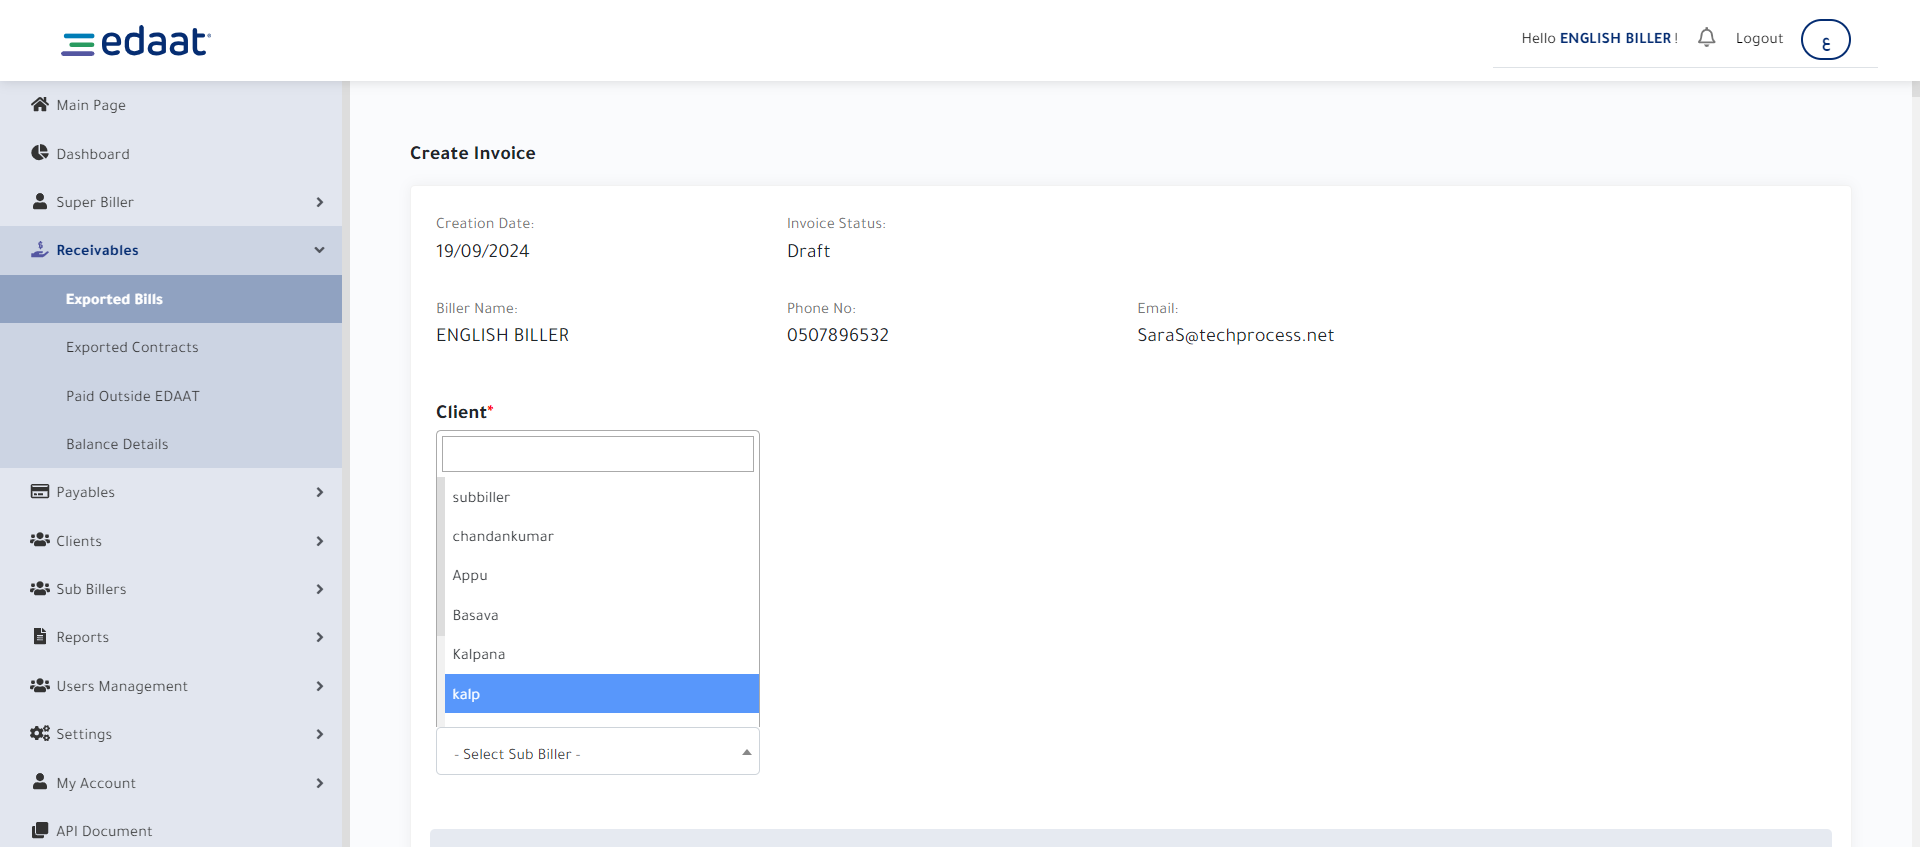 edaat
Hello ENGLISH BILLER !
Logout
ع
Main Page
Dashboard
Super Biller
Receivables
Exported Bills
Exported Contracts
Paid Outside EDAAT
Balance Details
Payables
Clients
Sub Billers
Reports
Users Management
Settings
My Account
API Document
Create Invoice
Creation Date:
19/09/2024
Invoice Status:
Draft
Biller Name:
ENGLISH BILLER
Phone No:
0507896532
Email:
SaraS@techprocess.net
Client*
subbiller
chandankumar
Appu
Basava
Kalpana
kalp
- Select Sub Biller -